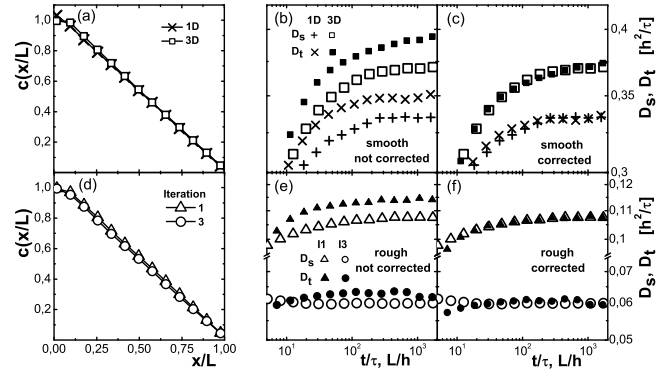 (a)
1D
3D
c(x/L)
1,0
0,8
0,6
0,4
0,2
(b)
1D 3D
Ds
Dt
smooth
not corrected
(c)
smooth
corrected
0,4
0,35
0,3
Ds, Dt [h²/τ]
(d)
Iteration
1
3
c(x/L)
1,0
0,8
0,6
0,4
0,2
0,00 0,25 0,50 0,75 1,00
x/L
(e)
I1 I3
Ds
Dt
rough
not corrected
10¹ 10² 10³
t/τ, L/h
(f)
rough
corrected
10¹ 10² 10³
t/τ, L/h
0,12
0,11
0,1
0,07
0,06
0,05
Ds, Dt [h²/τ]